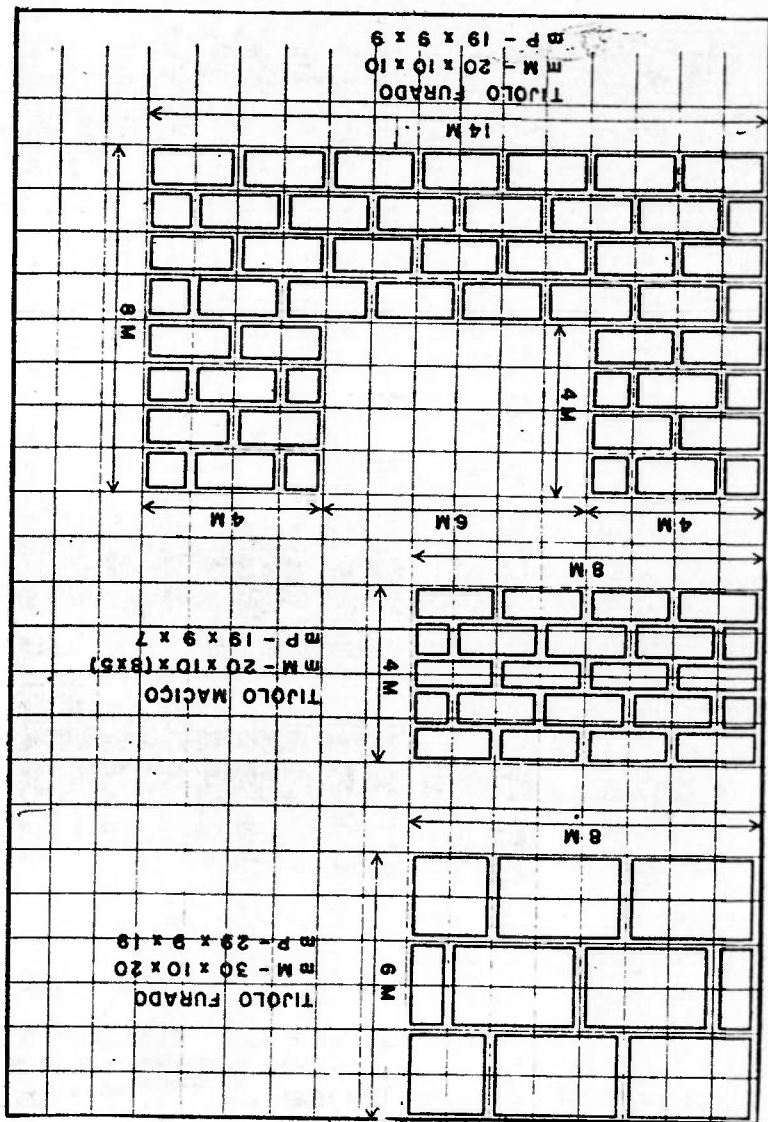 TIJOLO FURADO
m M - 30 x 10 x 20
6 M
m P - 29 x 9 x 19
8 M
TIJOLO MACIÇO
m M - 20 x 10 x (8x5)
4 M
m P - 19 x 9 x 7
8 M
4 M
6 M
4 M
4 M
8 M
14 M
TIJOLO FURADO
m M - 20 x 10 x 10
m P - 19 x 9 x 9